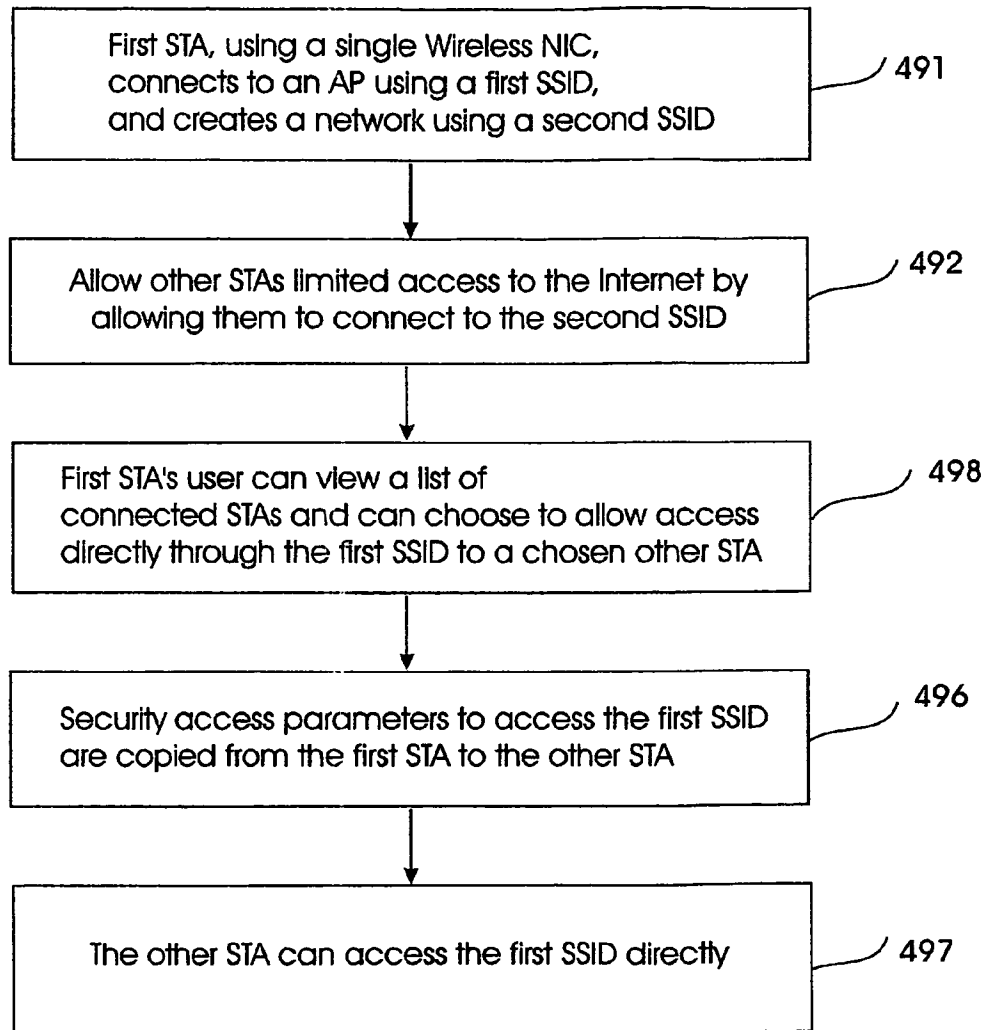 First STA, using a single Wireless NIC,
connects to an AP using a first SSID,
and creates a network using a second SSID
491
Allow other STAs limited access to the Internet by
allowing them to connect to the second SSID
492
First STA's user can view a list of
connected STAs and can choose to allow access
directly through the first SSID to a chosen other STA
498
Security access parameters to access the first SSID
are copied from the first STA to the other STA
496
The other STA can access the first SSID directly
497